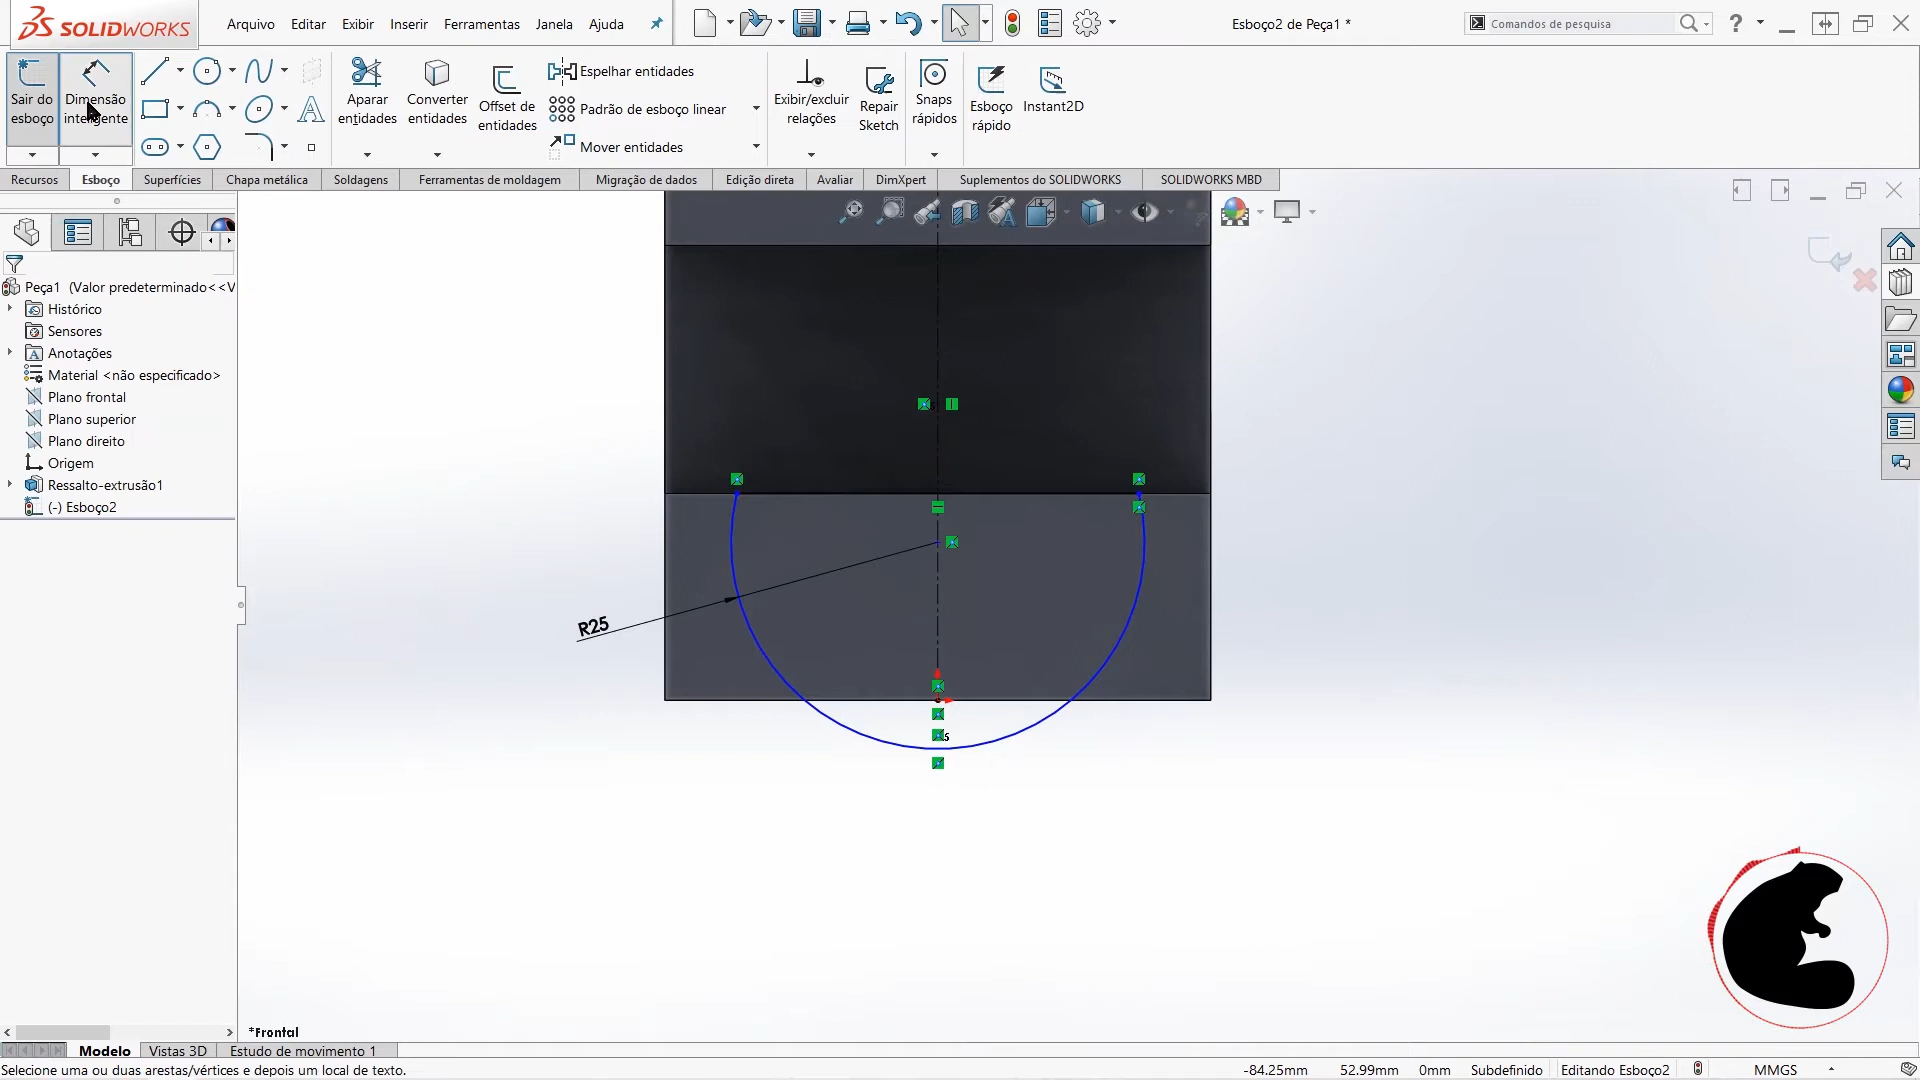 SOLIDWORKS
Arquivo Editar Exibir Inserir Ferramentas Janela Ajuda
Esboço2 de Peça1 *
Comandos de pesquisa
?
Sair do esboço
Dimensão inteligente
Aparar entidades
Converter entidades
Offset de entidades
Espelhar entidades
Padrão de esboço linear
Mover entidades
Exibir/excluir relações
Repair Sketch
Snaps rápidos
Esboço rápido
Instant2D
Recursos Esboço Superfícies Chapa metálica Soldagens Ferramentas de moldagem Migração de dados Edição direta Avaliar DimXpert Suplementos do SOLIDWORKS SOLIDWORKS MBD
Peça1 (Valor predeterminado<<V
Histórico
Sensores
Anotações
Material <não especificado>
Plano frontal
Plano superior
Plano direito
Origem
Ressalto-extrusão1
(-) Esboço2
R25
*Frontal
Modelo Vistas 3D Estudo de movimento 1
Selecione uma ou duas arestas/vértices e depois um local de texto.
-84.25mm 52.99mm 0mm Subdefinido Editando Esboço2 MMGS